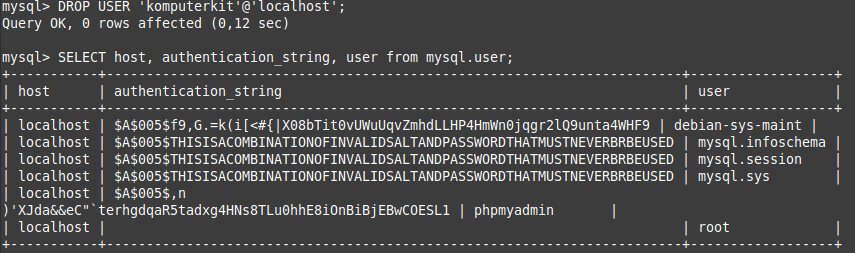 mysql> DROP USER 'komputerkit'@'localhost';
Query OK, 0 rows affected (0,12 sec)
mysql> SELECT host, authentication_string, user from mysql.user;
+-----------+------------------------------------------------------------------------+------------------+
| host      | authentication_string                                                  | user             |
+-----------+------------------------------------------------------------------------+------------------+
| localhost | $A$005$f9,G.=k(i[<#{|X08bTit0vUWuUqvZmhdLLHP4HmWn0jqgr2lQ9unta4WHF9 | debian-sys-maint |
| localhost | $A$005$THISISACOMBINATIONOFINVALIDSALTANDPASSWORDTHATMUSTNEVERBRBEUSED | mysql.infoschema |
| localhost | $A$005$THISISACOMBINATIONOFINVALIDSALTANDPASSWORDTHATMUSTNEVERBRBEUSED | mysql.session    |
| localhost | $A$005$THISISACOMBINATIONOFINVALIDSALTANDPASSWORDTHATMUSTNEVERBRBEUSED | mysql.sys        |
| localhost | $A$005$,n
)'XJda&&eC"`terhgdqaR5tadxg4HNs8TLu0hhE8iOnBiBjEBwCOESL1 | phpmyadmin       |
| localhost |                                                                        | root             |
+-----------+------------------------------------------------------------------------+------------------+